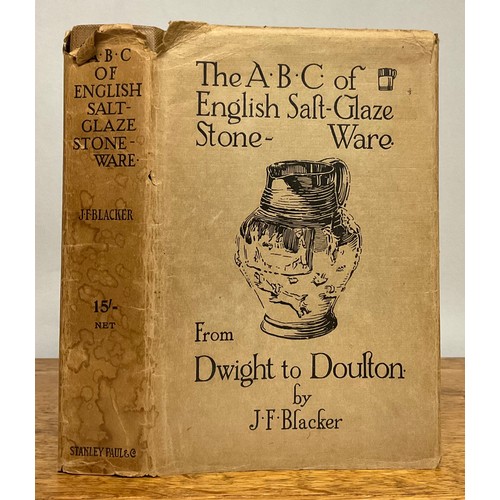 A·B·C
OF
ENGLISH
SALT-
GLAZE
STONE-
WARE·
J·F·BLACKER
15/-
NET
STANLEY PAUL & Co
The A·B·C· of
English Salt-Glaze
Stone- Ware·
From
Dwight to Doulton·
by
J·F·Blacker